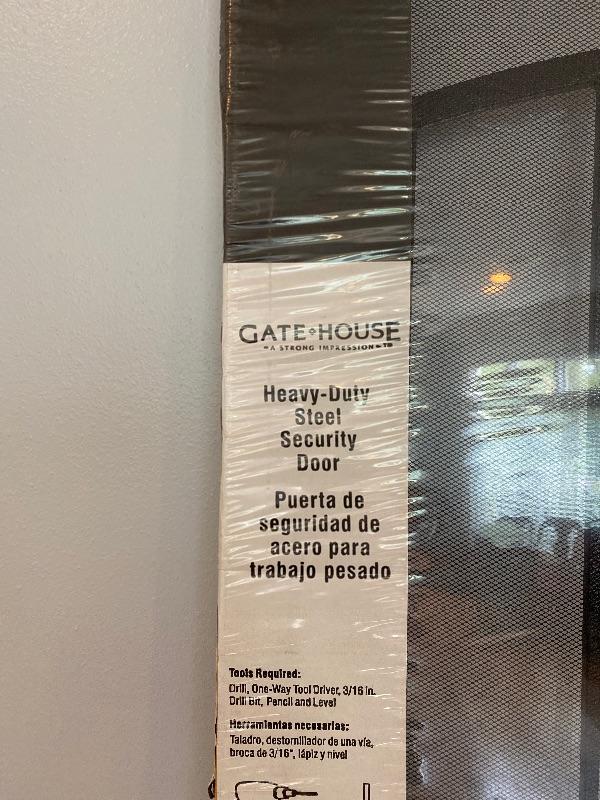 GATE HOUSE
A STRONG IMPRESSION
Heavy-Duty
Steel
Security
Door
Puerta de
seguridad de
acero para
trabajo pesado
Tools Required:
Drill, One-Way Tool Driver, 3/16 in.
Drill Bit, Pencil and Level
Herramientas necesarias:
Taladro, destornillador de una vía,
broca de 3/16", lápiz y nivel